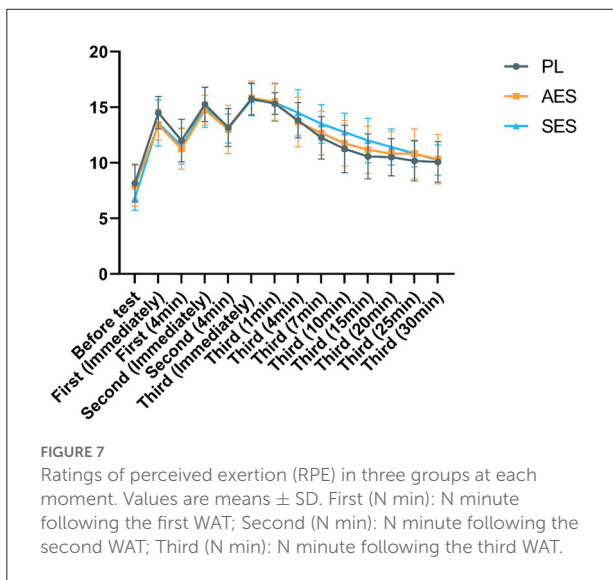 20
15
10
5
0
PL
AES
SES
Before test
First (Immediately)
First (4min)
Second (Immediately)
Second (4min)
Third (Immediately)
Third (1min)
Third (4min)
Third (7min)
Third (10min)
Third (15min)
Third (20min)
Third (25min)
Third (30min)
FIGURE 7
Ratings of perceived exertion (RPE) in three groups at each
moment. Values are means ± SD. First (N min): N minute
following the first WAT; Second (N min): N minute following the
second WAT; Third (N min): N minute following the third WAT.